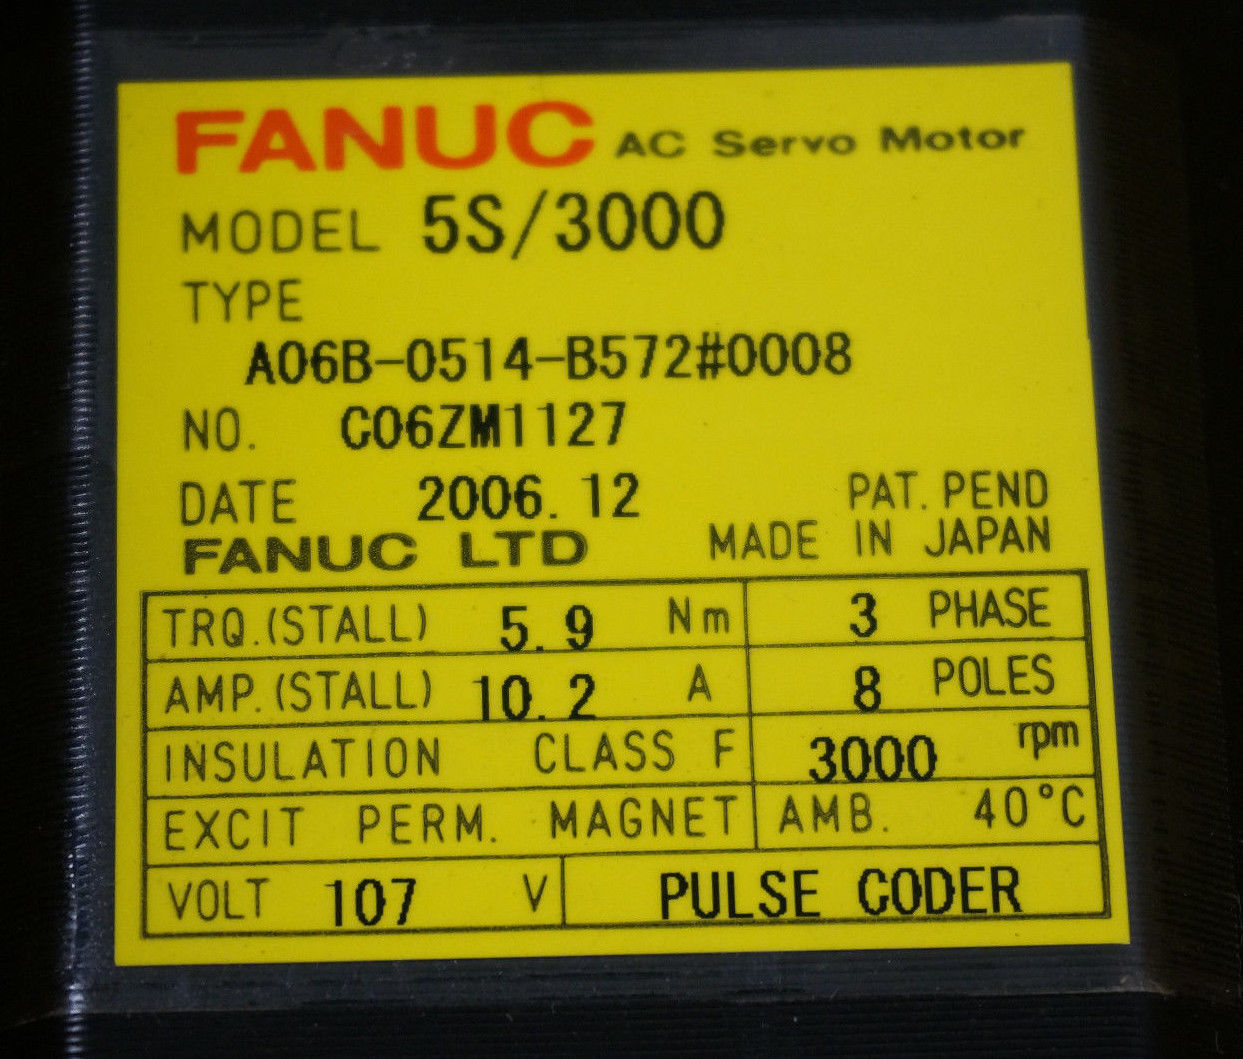 FANUC AC Servo Motor
MODEL 5S/3000
TYPE
A06B-0514-B572#0008
NO. C06ZM1127
DATE 2006.12 PAT. PEND
FANUC LTD MADE IN JAPAN
TRQ.(STALL) 5.9 Nm 3 PHASE
AMP.(STALL) 10.2 A 8 POLES
INSULATION CLASS F 3000 rpm
EXCIT PERM. MAGNET AMB. 40°C
VOLT 107 V PULSE CODER